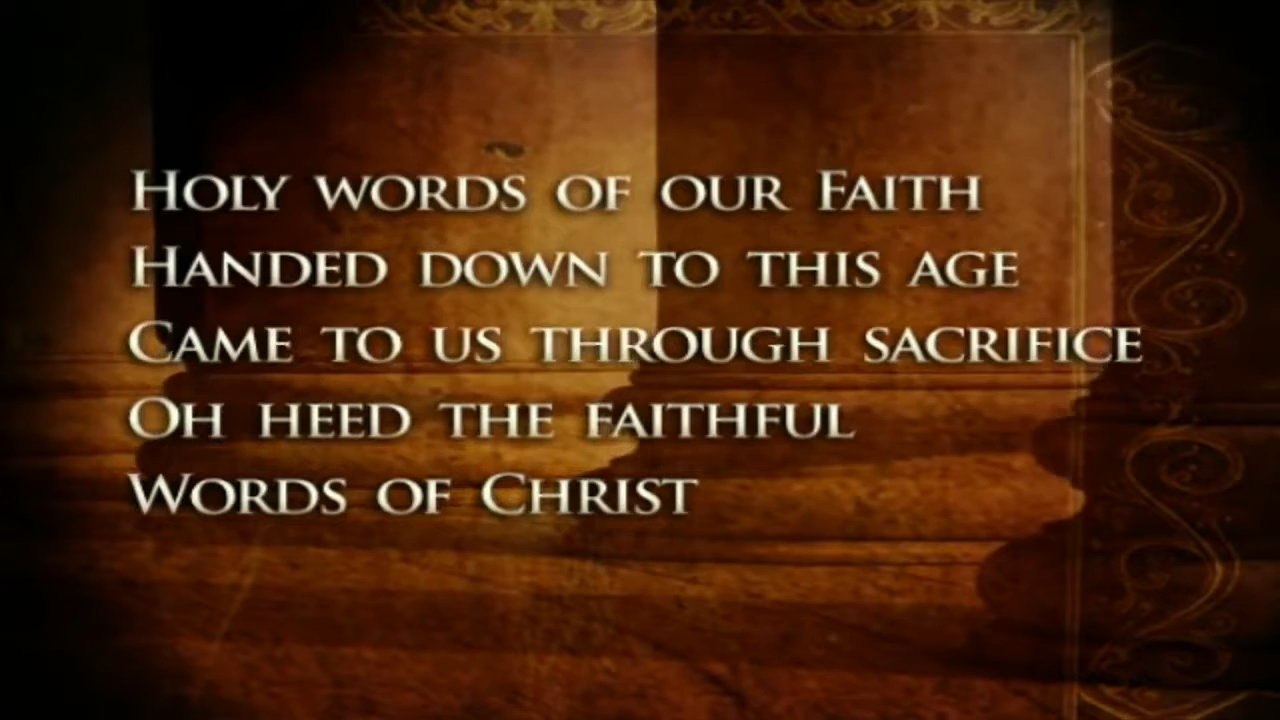 Holy words of our Faith
Handed down to this age
Came to us through sacrifice
Oh heed the faithful
Words of Christ